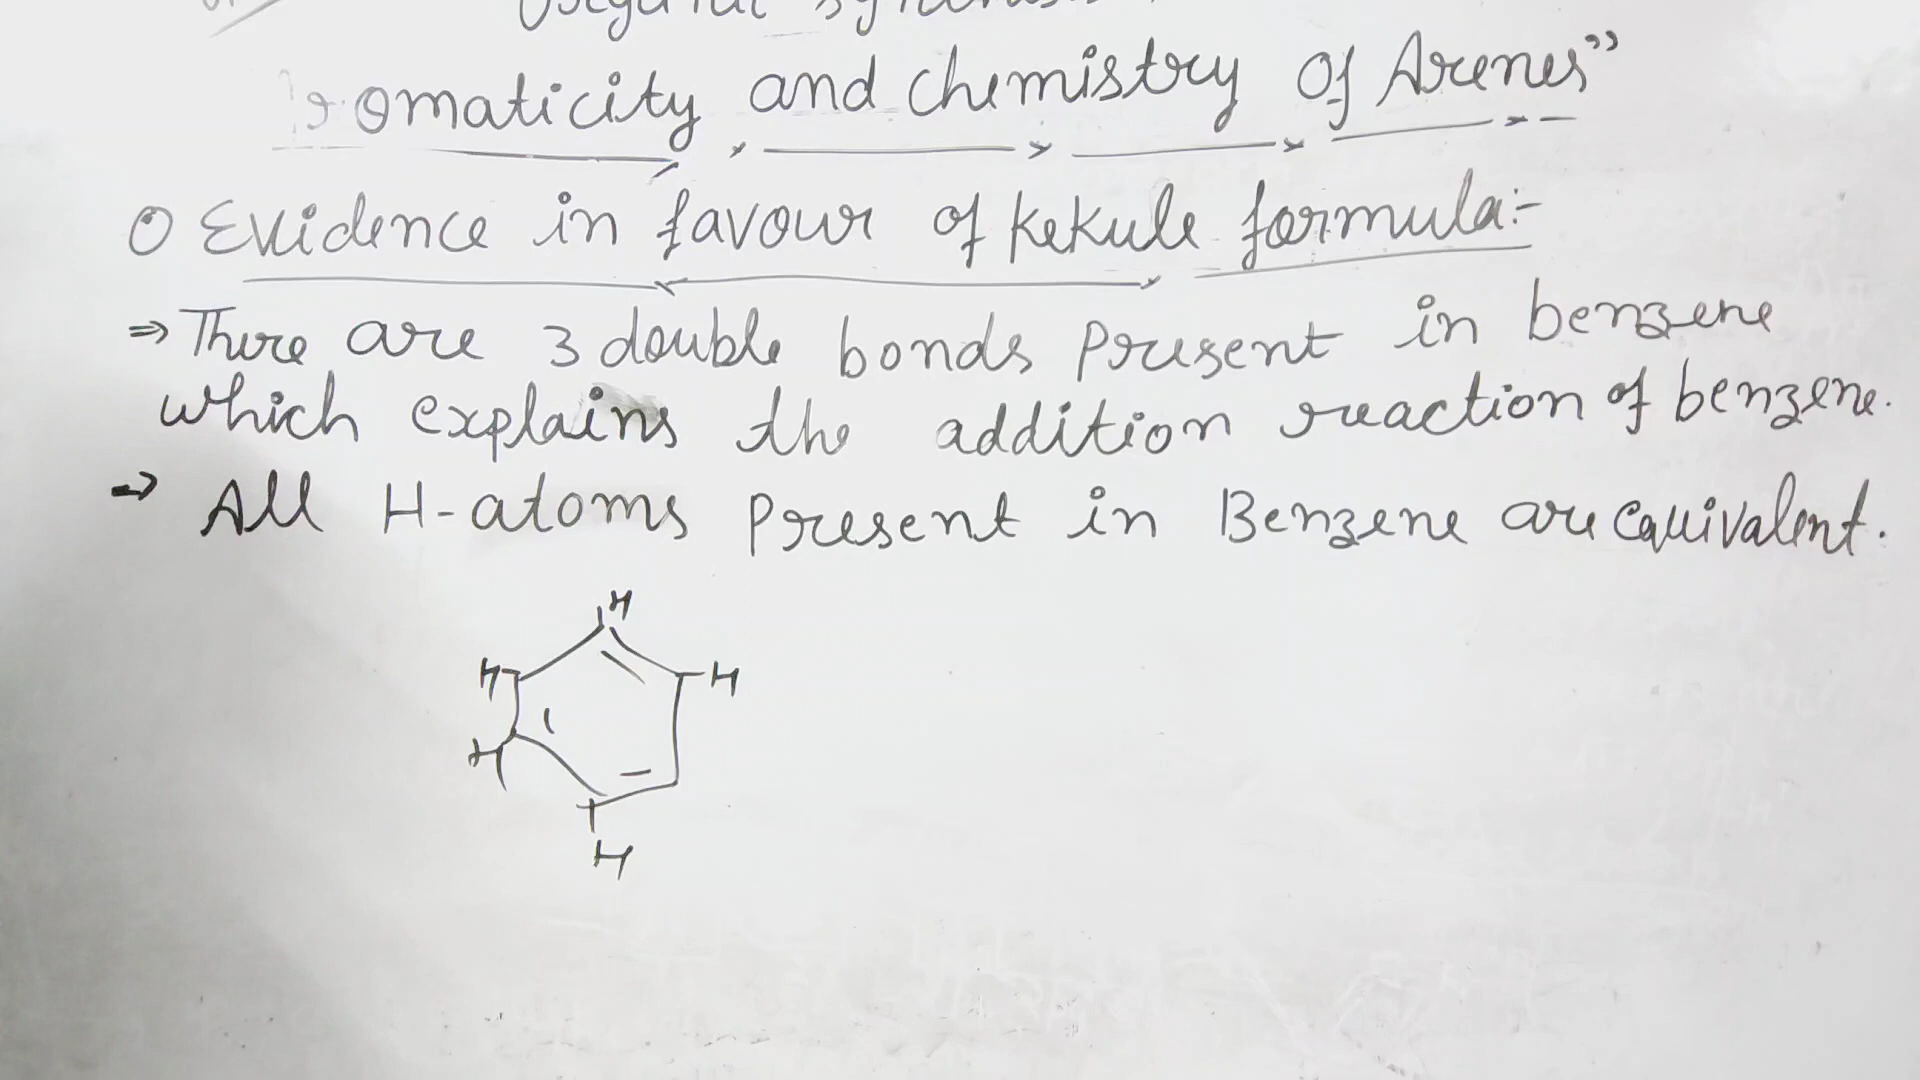 romaticity and chemistry of Arenes”
Evidence in favour of Kekule formula:-
⇒ There are 3 double bonds Present in benzene
which explains the addition reaction of benzene.
⇒ All H-atoms Present in Benzene are equivalent.
H
H H
H
H